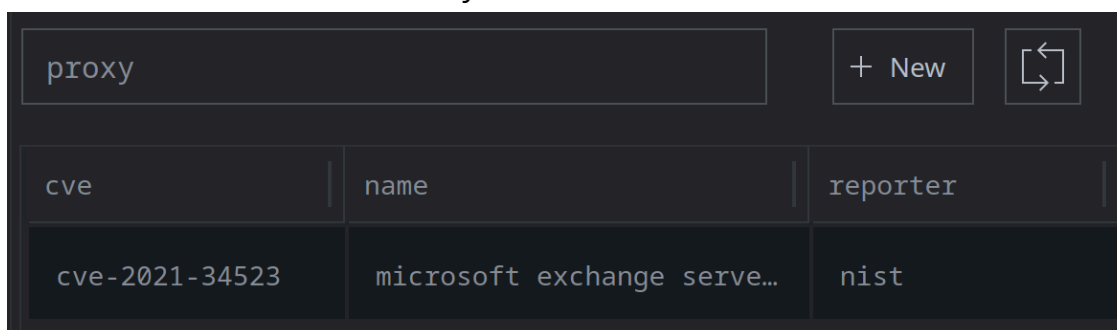 proxy
+ New
cve name reporter
cve-2021-34523 microsoft exchange serve… nist